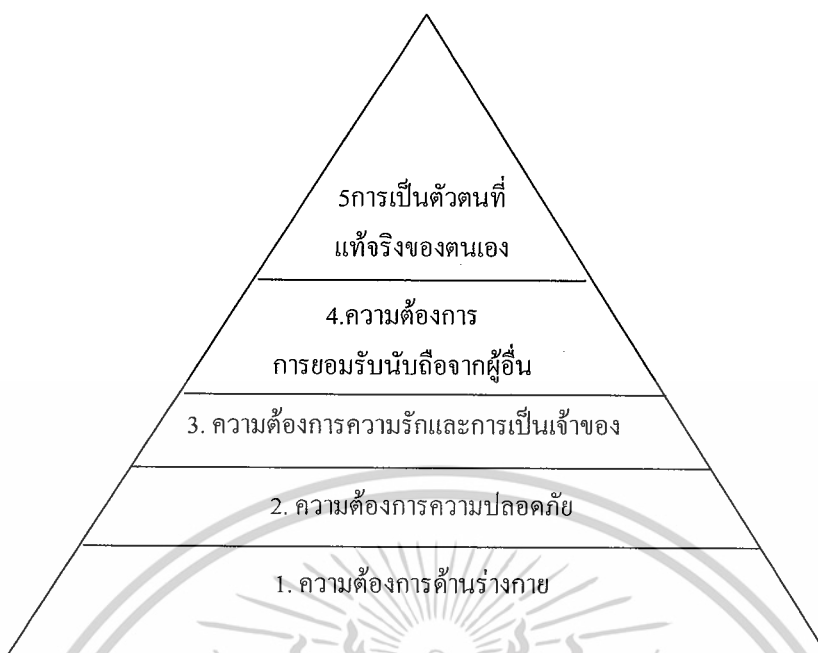 5การเป็นตัวตนที่
แท้จริงของตนเอง
4.ความต้องการ
การยอมรับนับถือจากผู้อื่น
3. ความต้องการความรักและการเป็นเจ้าของ
2. ความต้องการความปลอดภัย
1. ความต้องการด้านร่างกาย